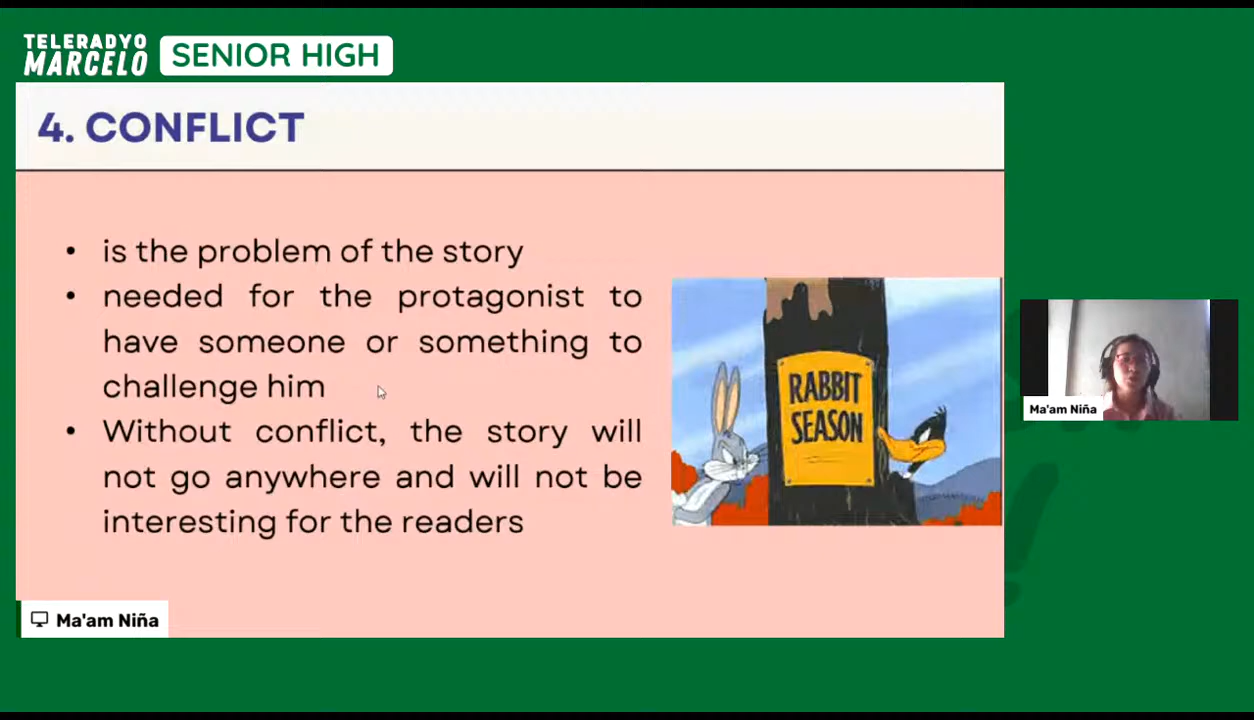 TELERADYO
MARCELO
SENIOR HIGH
4. CONFLICT
• is the problem of the story
• needed for the protagonist to
have someone or something to
challenge him
• Without conflict, the story will
not go anywhere and will not be
interesting for the readers
RABBIT
SEASON
Ma'am Niña
Ma'am Niña